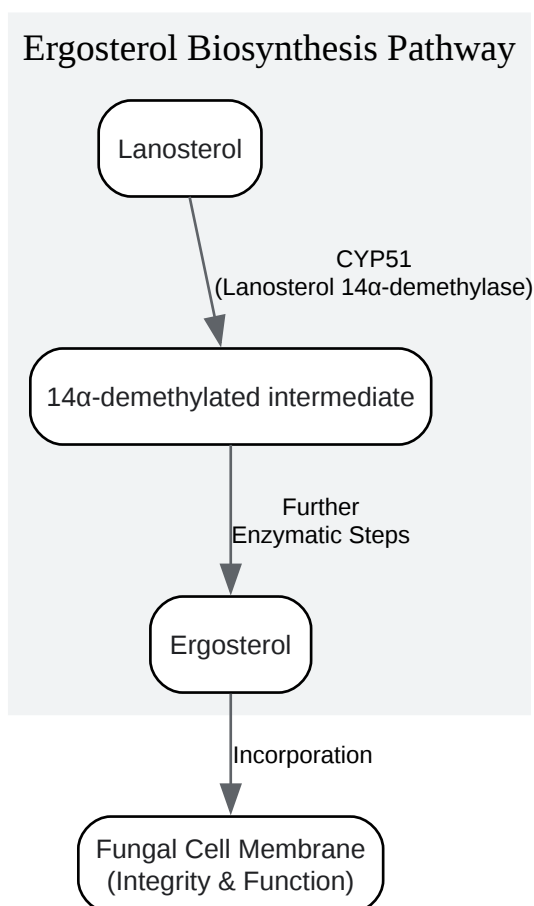 Ergosterol Biosynthesis Pathway
Lanosterol
CYP51
(Lanosterol 14α-demethylase)
14α-demethylated intermediate
Further
Enzymatic Steps
Ergosterol
Incorporation
Fungal Cell Membrane
(Integrity & Function)